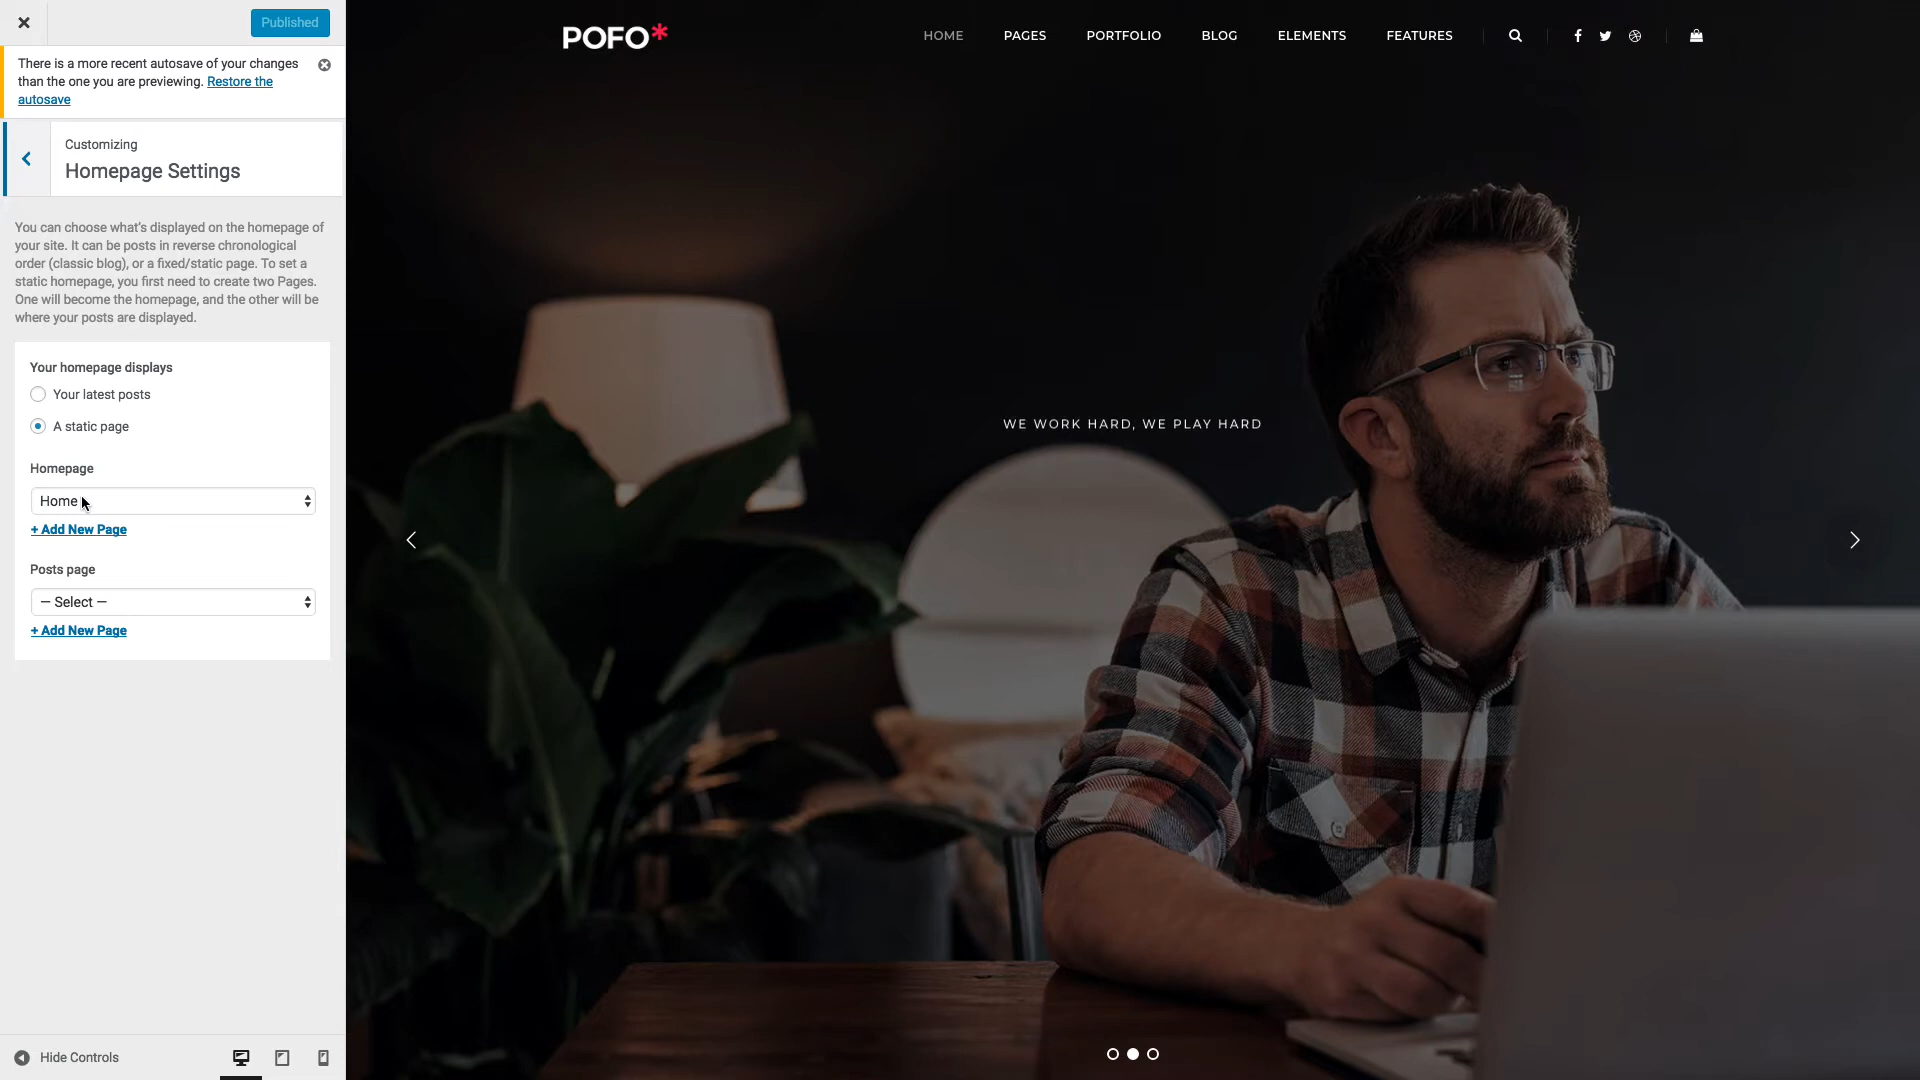 Published
There is a more recent autosave of your changes
than the one you are previewing. Restore the
autosave
Customizing
Homepage Settings
You can choose what's displayed on the homepage of
your site. It can be posts in reverse chronological
order (classic blog), or a fixed/static page. To set a
static homepage, you first need to create two Pages.
One will become the homepage, and the other will be
where your posts are displayed.
Your homepage displays
Your latest posts
A static page
Homepage
Home
+ Add New Page
Posts page
— Select —
+ Add New Page
Hide Controls
POFO*
HOME PAGES PORTFOLIO BLOG ELEMENTS FEATURES
WE WORK HARD, WE PLAY HARD